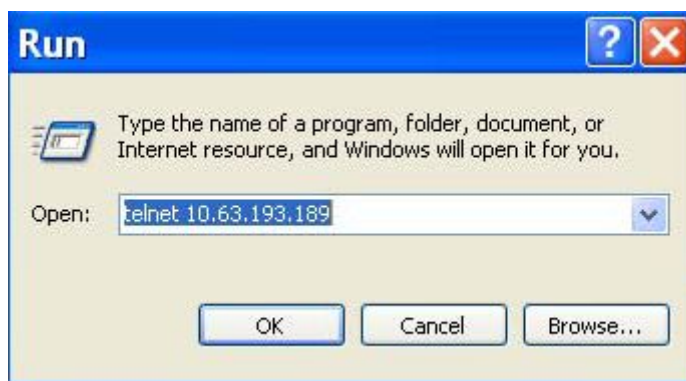 Run
Type the name of a program, folder, document, or
Internet resource, and Windows will open it for you.
Open: telnet 10.63.193.189
OK Cancel Browse...